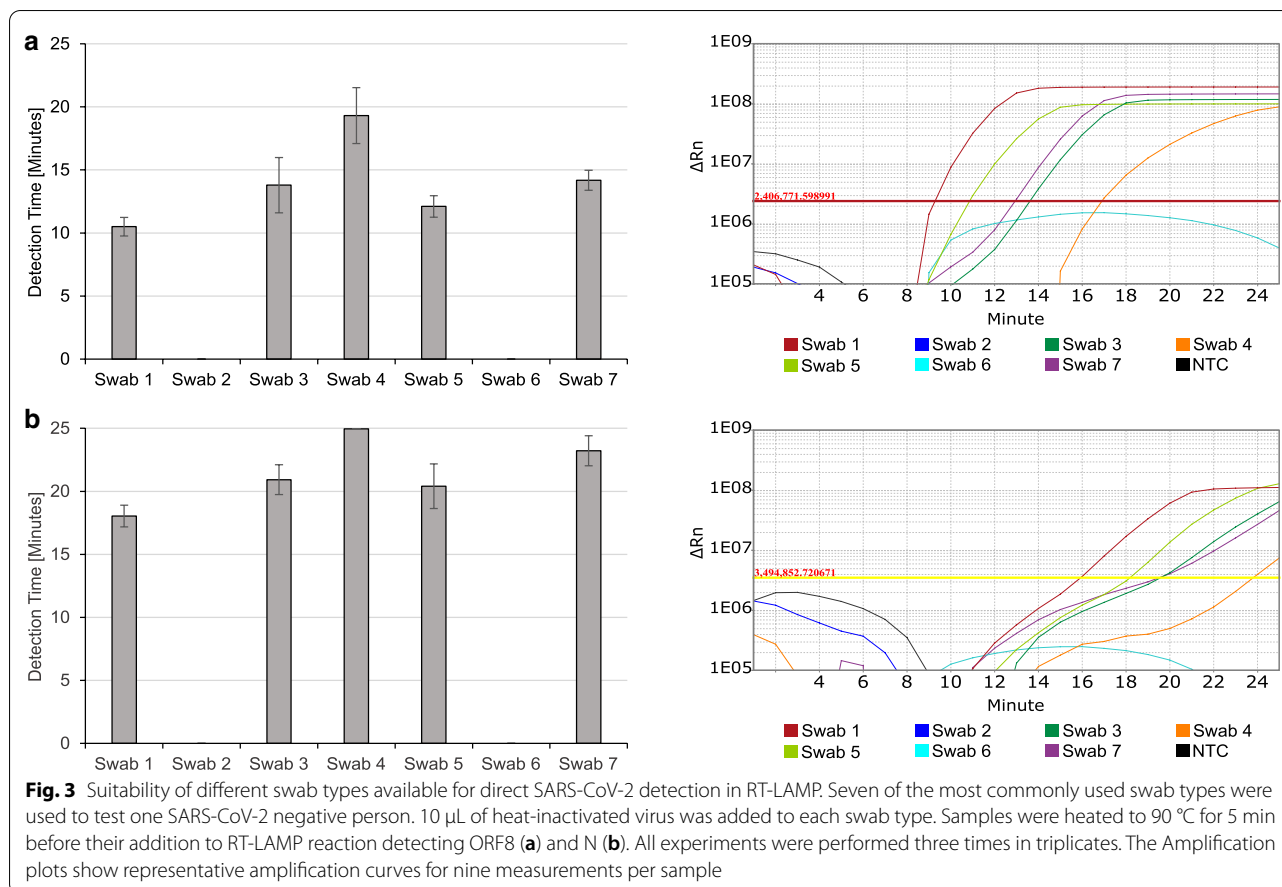 a
25
20
15
10
5
0
Detection Time [Minutes]
Swab 1 Swab 2 Swab 3 Swab 4 Swab 5 Swab 6 Swab 7
1E09
1E08
1E07
1E06
1E05
ΔRn
2,406,771,598991
4 6 8 10 12 14 16 18 20 22 24
Minute
Swab 1 Swab 2 Swab 3 Swab 4
Swab 5 Swab 6 Swab 7 NTC
b
25
20
15
10
5
0
Detection Time [Minutes]
Swab 1 Swab 2 Swab 3 Swab 4 Swab 5 Swab 6 Swab 7
1E09
1E08
1E07
1E06
1E05
ΔRn
3,494,852.720671
4 6 8 10 12 14 16 18 20 22 24
Minute
Swab 1 Swab 2 Swab 3 Swab 4
Swab 5 Swab 6 Swab 7 NTC
Fig. 3 Suitability of different swab types available for direct SARS-CoV-2 detection in RT-LAMP. Seven of the most commonly used swab types were
used to test one SARS-CoV-2 negative person. 10 µL of heat-inactivated virus was added to each swab type. Samples were heated to 90 °C for 5 min
before their addition to RT-LAMP reaction detecting ORF8 (a) and N (b). All experiments were performed three times in triplicates. The Amplification
plots show representative amplification curves for nine measurements per sample